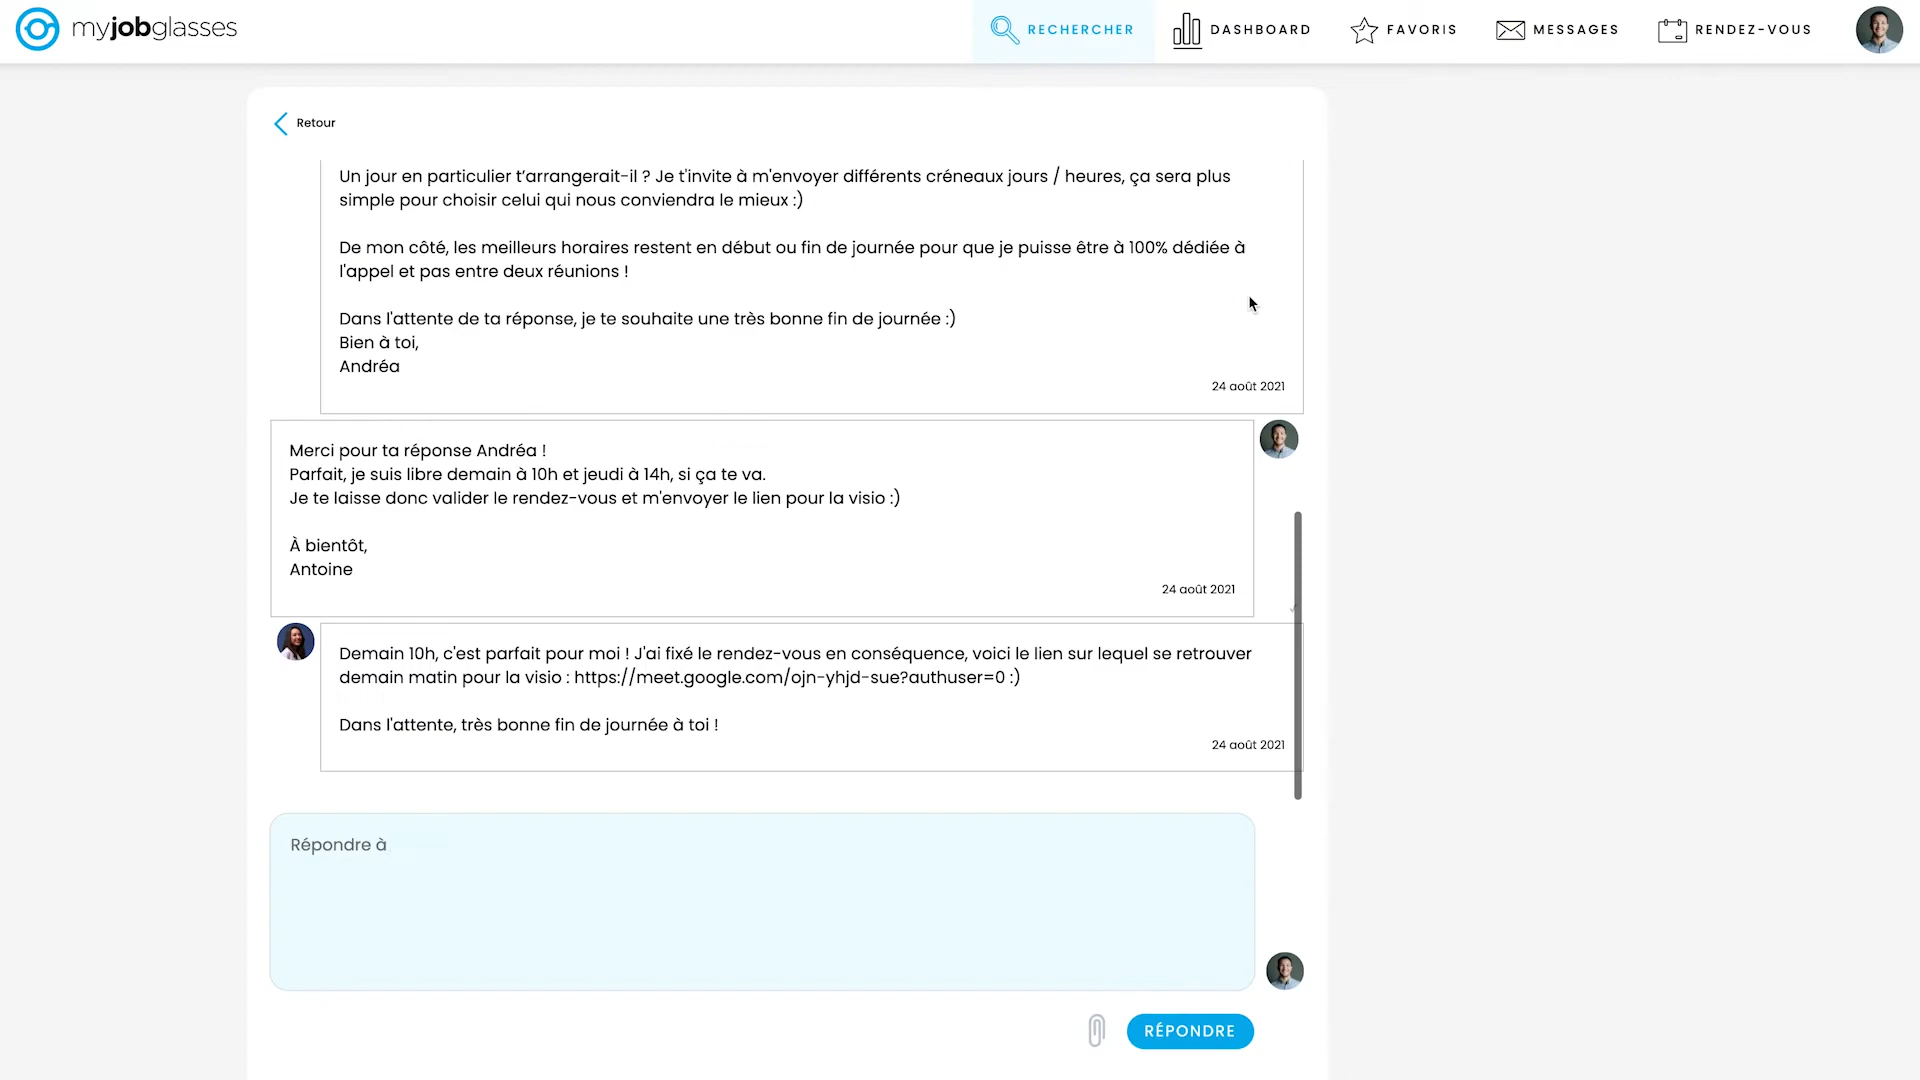 myjobglasses
RECHERCHER
DASHBOARD
FAVORIS
MESSAGES
RENDEZ-VOUS
Retour
Un jour en particulier t’arrangerait-il ? Je t'invite à m'envoyer différents créneaux jours / heures, ça sera plus
simple pour choisir celui qui nous conviendra le mieux :)
De mon côté, les meilleurs horaires restent en début ou fin de journée pour que je puisse être à 100% dédiée à
l'appel et pas entre deux réunions !
Dans l'attente de ta réponse, je te souhaite une très bonne fin de journée :)
Bien à toi,
Andréa
24 août 2021
Merci pour ta réponse Andréa !
Parfait, je suis libre demain à 10h et jeudi à 14h, si ça te va.
Je te laisse donc valider le rendez-vous et m'envoyer le lien pour la visio :)
À bientôt,
Antoine
24 août 2021
Demain 10h, c'est parfait pour moi ! J'ai fixé le rendez-vous en conséquence, voici le lien sur lequel se retrouver
demain matin pour la visio : https://meet.google.com/ojn-yhjd-sue?authuser=0 :)
Dans l'attente, très bonne fin de journée à toi !
24 août 2021
Répondre à
RÉPONDRE